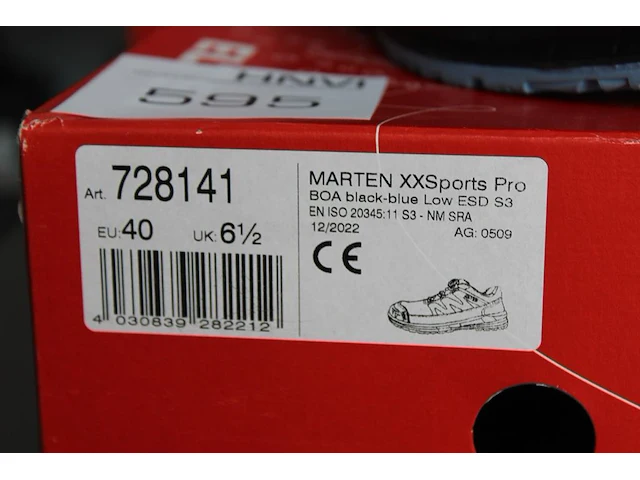 HNVI
595
Art. 728141
EU: 40 UK: 6½
4 030839 282212
MARTEN XXSports Pro
BOA black-blue Low ESD S3
EN ISO 20345:11 S3 - NM SRA
12/2022 AG: 0509
CE